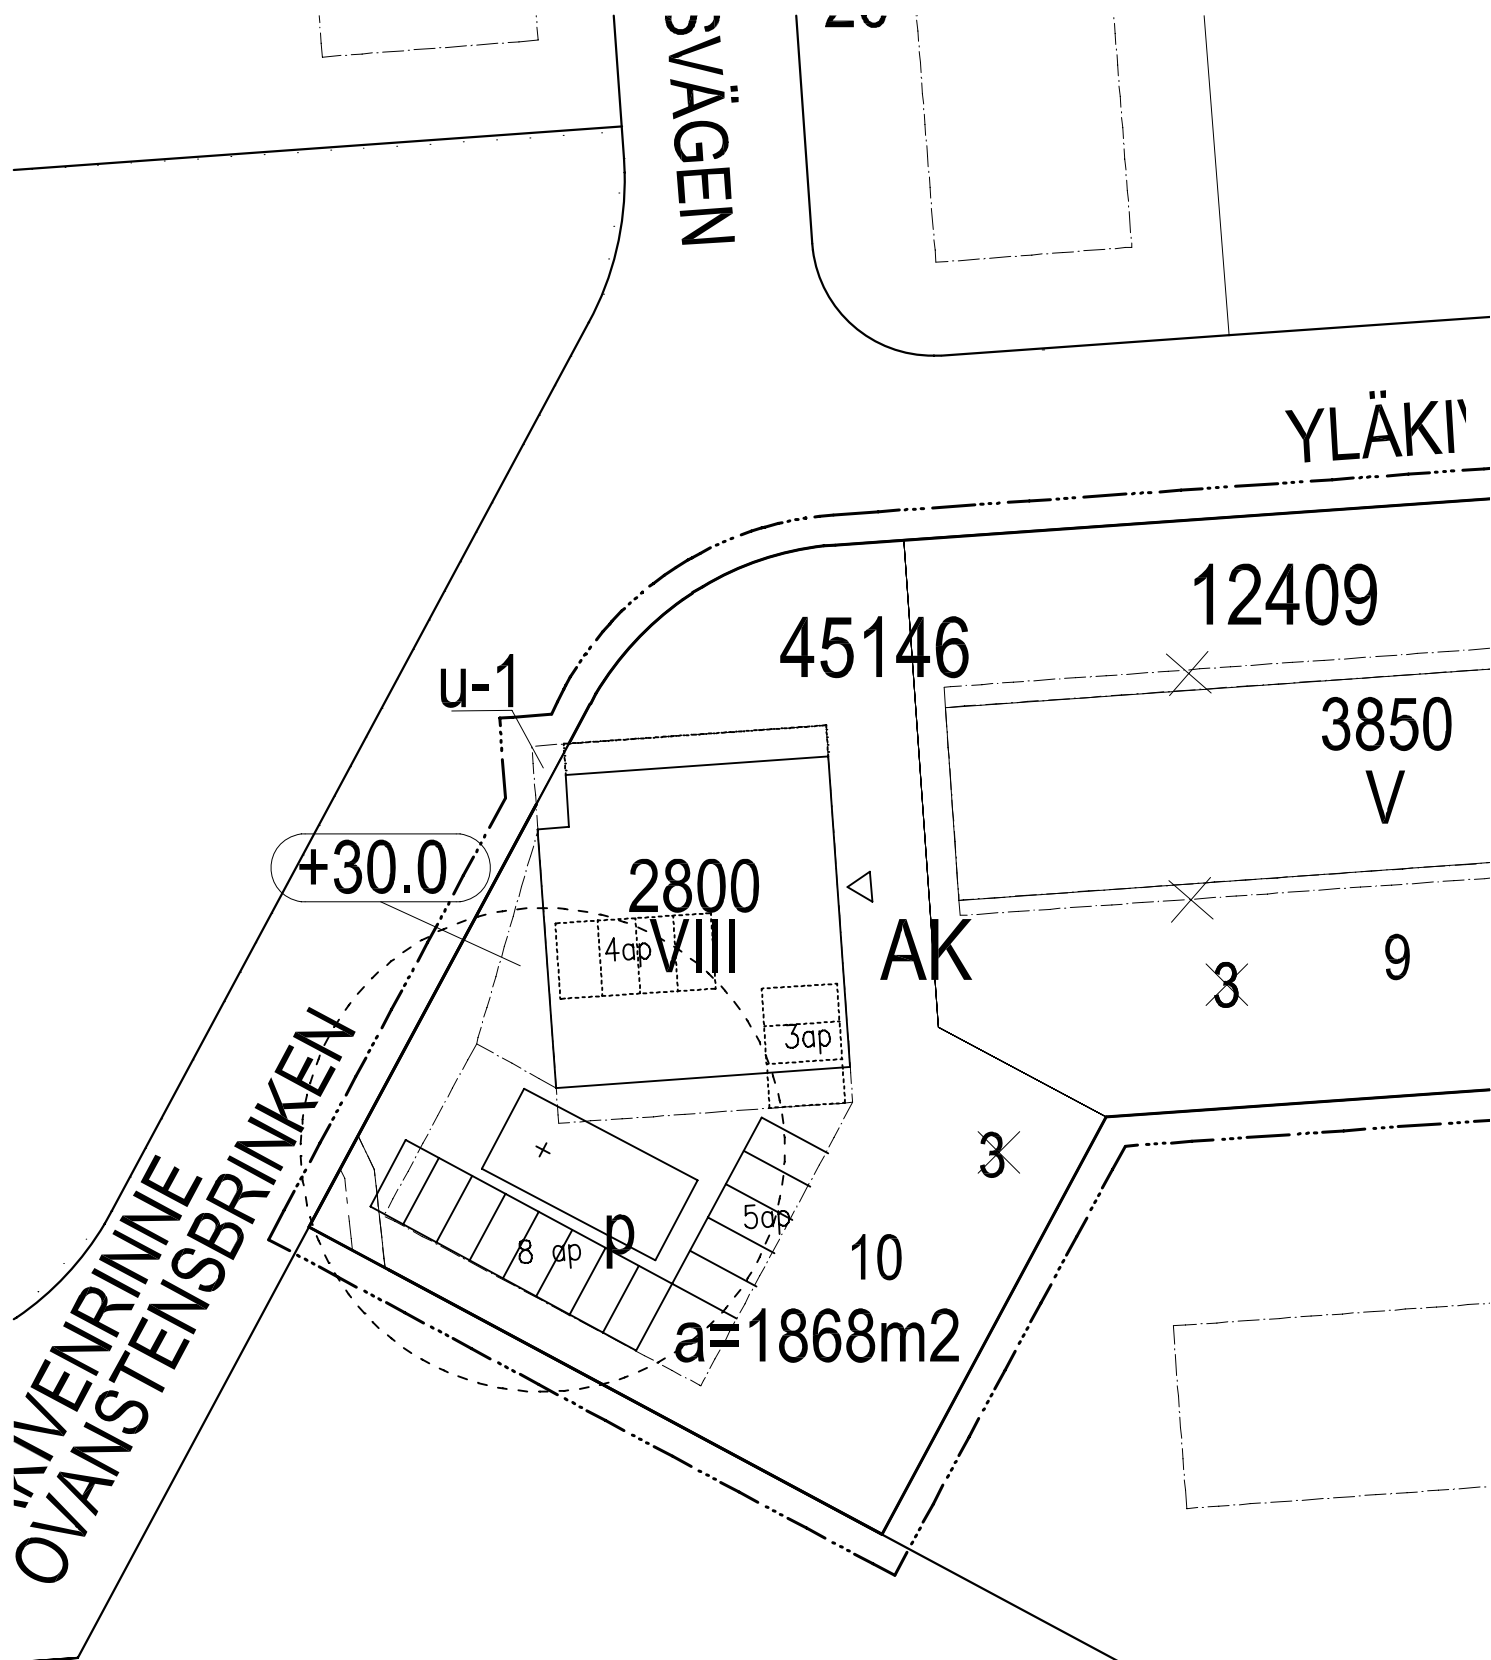 SVÄGEN
YLÄKI
12409
45146
u-1
3850
V
+30.0
2800
VIII
4ap
AK
9
3
3ap
3
5ap
p
8 ap
10
a=1868m2
KIVENRINNE
OVANSTENSBRINKEN